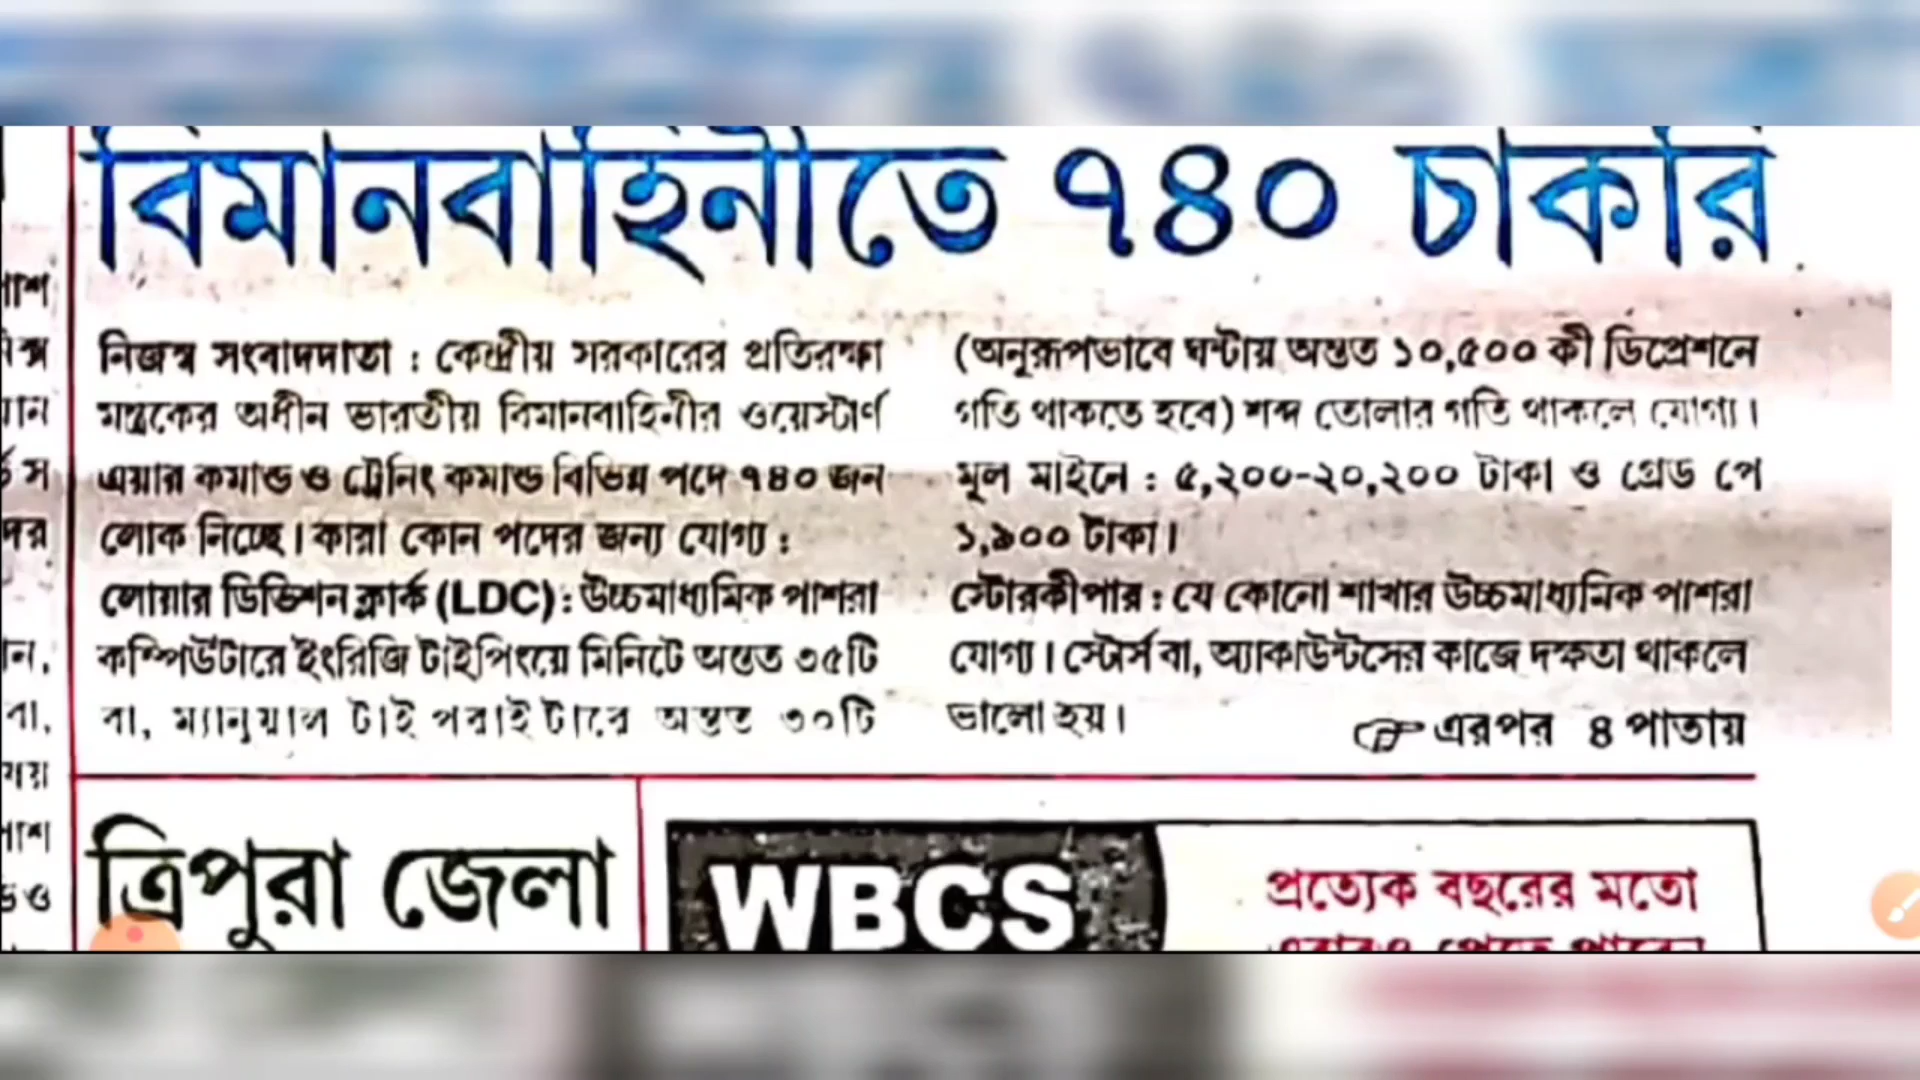 বিমানবাহিনীতে ৭৪০ চাকরি
নিজস্ব সংবাদদাতা : কেন্দ্রীয় সরকারের প্রতিরক্ষা
মন্ত্রকের অধীন ভারতীয় বিমানবাহিনীর ওয়েস্টার্ণ
এয়ার কমান্ড ও ট্রেনিং কমান্ড বিভিন্ন পদে ৭৪০ জন
লোক নিচ্ছে। কারা কোন পদের জন্য যোগ্য :
লোয়ার ডিভিশন ক্লার্ক (LDC) : উচ্চমাধ্যমিক পাশরা
কম্পিউটারে ইংরিজি টাইপিংয়ে মিনিটে অন্তত ৩৫টি
বা, ম্যানুয়াল টাইপরাইটারে অন্তত ৩০টি
(অনুরূপভাবে ঘন্টায় অন্তত ১০,৫০০ কী ডিপ্রেশনে
গতি থাকতে হবে) শব্দ তোলার গতি থাকলে যোগ্য।
মূল মাইনে : ৫,২০০-২০,২০০ টাকা ও গ্রেড পে
১,৯০০ টাকা।
স্টোরকীপার : যে কোনো শাখার উচ্চমাধ্যমিক পাশরা
যোগ্য। স্টোর্স বা, অ্যাকাউন্টসের কাজে দক্ষতা থাকলে
ভালো হয়।
এরপর ৪ পাতায়
ত্রিপুরা জেলা
WBCS
প্রত্যেক বছরের মতো